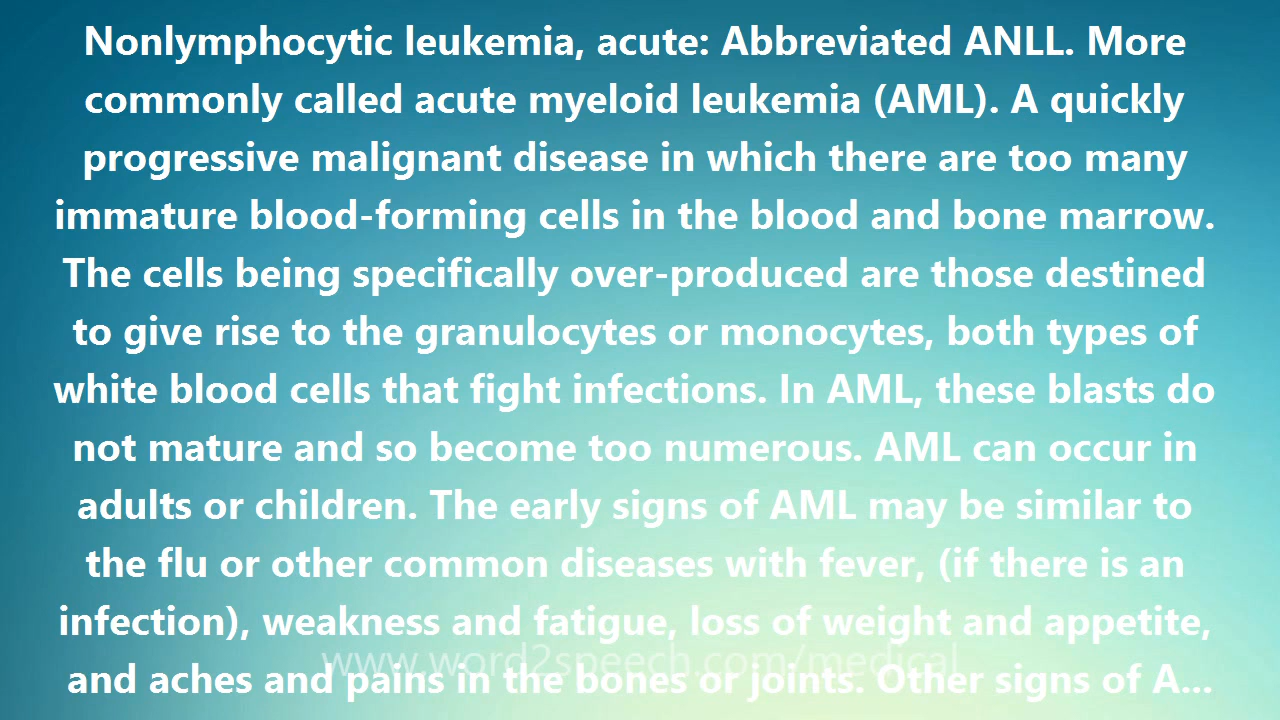 Nonlymphocytic leukemia, acute: Abbreviated ANLL. More
commonly called acute myeloid leukemia (AML). A quickly
progressive malignant disease in which there are too many
immature blood-forming cells in the blood and bone marrow.
The cells being specifically over-produced are those destined
to give rise to the granulocytes or monocytes, both types of
white blood cells that fight infections. In AML, these blasts do
not mature and so become too numerous. AML can occur in
adults or children. The early signs of AML may be similar to
the flu or other common diseases with fever, (if there is an
infection), weakness and fatigue, loss of weight and appetite,
www.word2speech.com/medical
and aches and pains in the bones or joints. Other signs of A...